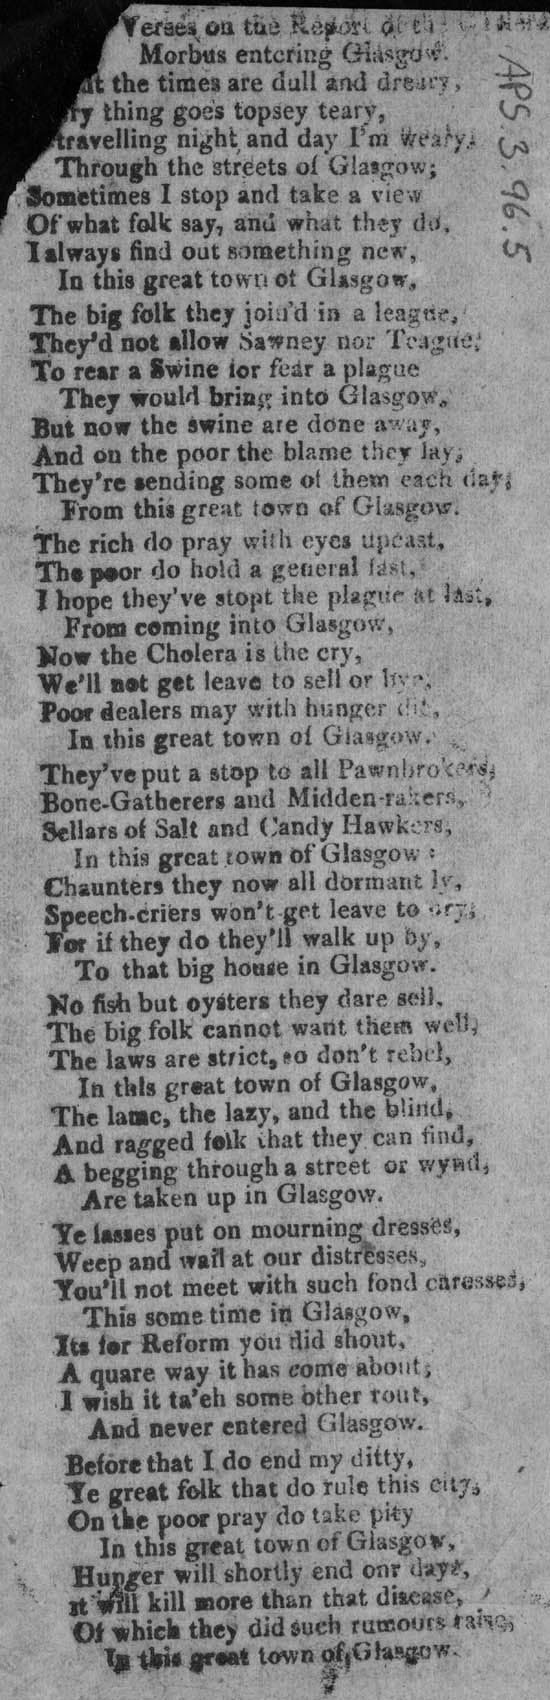 Verses on the Report of the
Morbus entering Glasgow.
the times are dull and dreary,
thing goes topsey teary,
travelling night and day I'm weary,
Through the streets of Glasgow;
Sometimes I stop and take a view
Of what folk say, and what they do,
I always find out something new,
In this great town of Glasgow,
The big folk they join'd in a league,
They'd not allow Sawney nor Teague,
To rear a Swine for fear a plague
They would bring into Glasgow,
But now the swine are done away,
And on the poor the blame they lay,
They're sending some of them each day,
From this great town of Glasgow.
The rich do pray with eyes upcast,
The poor do hold a general fast,
I hope they've stopt the plague at last,
From coming into Glasgow,
Now the Cholera is the cry,
We'll not get leave to sell or
Poor dealers may with hunger die,
In this great town of Glasgow.
They've put a stop to all Pawnbrokers,
Bone-Gatherers and Midden-rakers,
Sellars of Salt and Candy Hawkers,
In this great town of Glasgow:
Chaunters they now all dormant ly,
Speech-criers won't get leave to cry;
For if they do they'll walk up by,
To that big house in Glasgow.
No fish but oysters they dare sell,
The big folk cannot want them well,
The laws are strict, so don't rebel,
In this great town of Glasgow,
The lame, the lazy, and the blind,
And ragged folk that they can find,
A begging through a street or wynd,
Are taken up in Glasgow.
Ye lasses put on mourning dresses,
Weep and wail at our distresses,
You'll not meet with such fond caresses,
This some time in Glasgow,
Its for Reform you did shout,
A quare way it has come about;
I wish it ta'eh some other rout,
And never entered Glasgow.
Before that I do end my ditty,
Ye great folk that do rule this city,
On the poor pray do take pity
In this great town of Glasgow,
Hunger will shortly end onr days,
It will kill more than that disease,
Of which they did such rumours raise,
In this great town of Glasgow.
APS.3.96.5